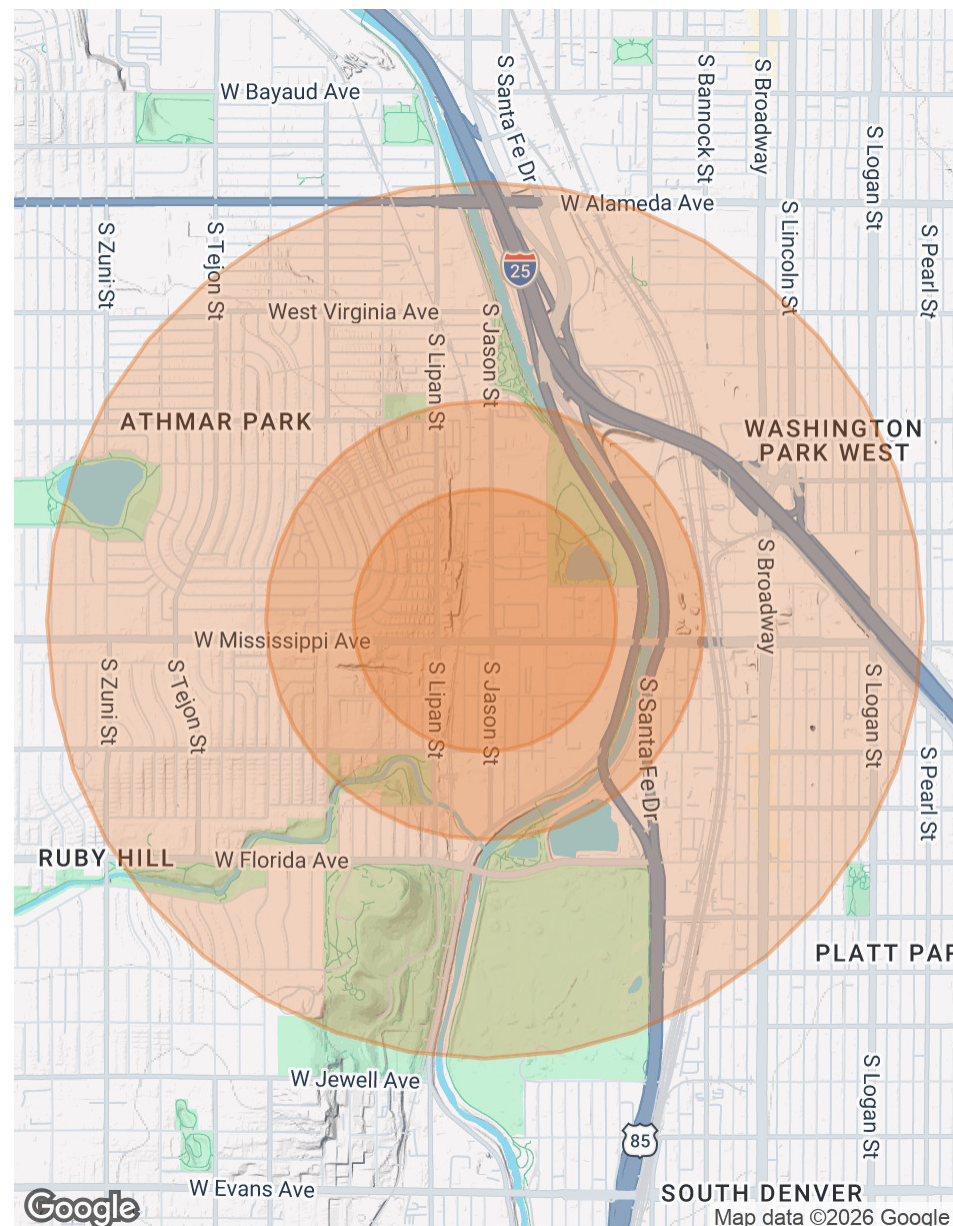 W Bayaud Ave
S Santa Fe Dr
S Bannock St
S Broadway
S Logan St
W Alameda Ave
S Zuni St
S Tejon St
S Lincoln St
S Pearl St
25
West Virginia Ave
S Jason St
S Lipan St
ATHMAR PARK
WASHINGTON
PARK WEST
S Broadway
W Mississippi Ave
S Zuni St
S Tejon St
S Lipan St
S Jason St
S Santa Fe Dr
S Logan St
S Pearl St
RUBY HILL
W Florida Ave
PLATT PAR
W Jewell Ave
S Logan St
85
W Evans Ave
SOUTH DENVER
Google
Map data ©2026 Google